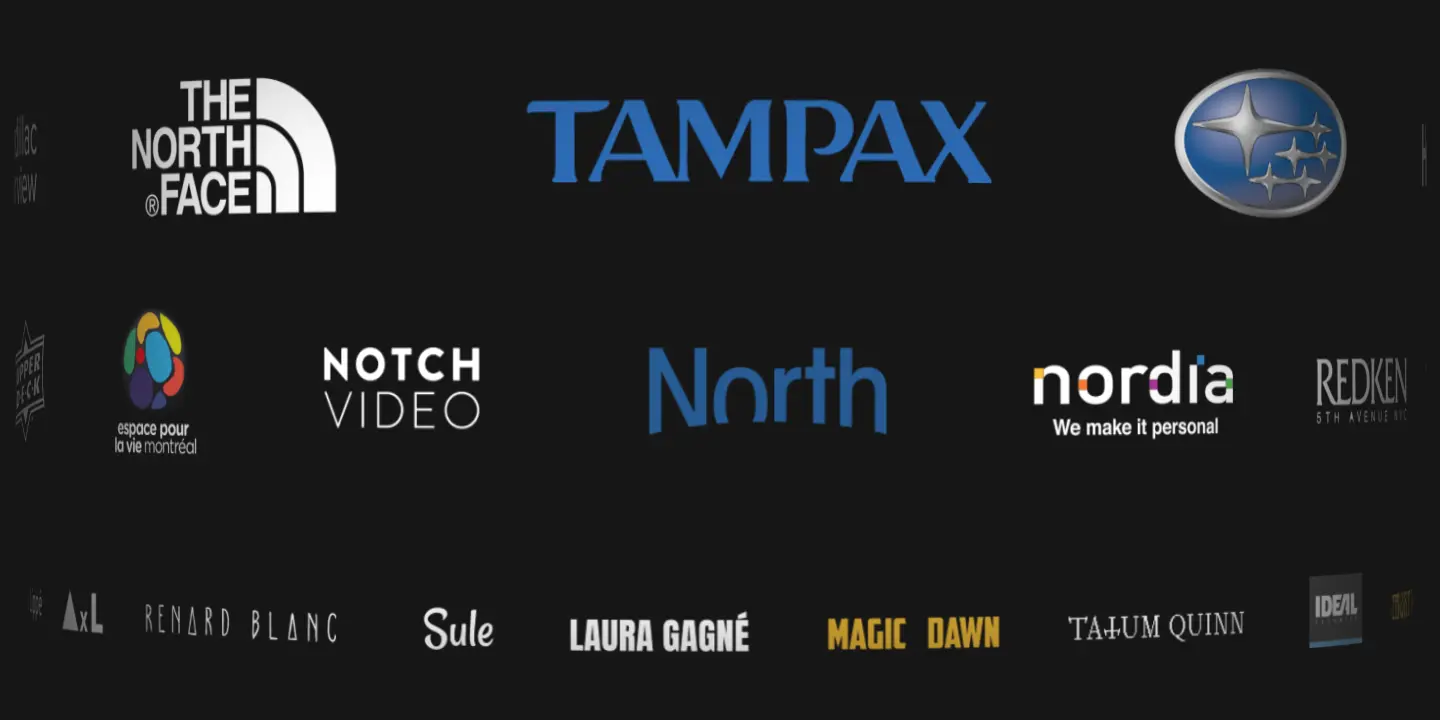 THE
NORTH
®FACE
TAMPAX
UPPER
D.E.C.K
espace pour
la vie montréal
NOTCH
VIDEO
North
nordia
We make it personal
REDKEN
5TH AVENUE NYC
AxL
RENARD BLANC
Sule
LAURA GAGNÉ
MAGIC DAWN
TATUM QUINN
IDEAL